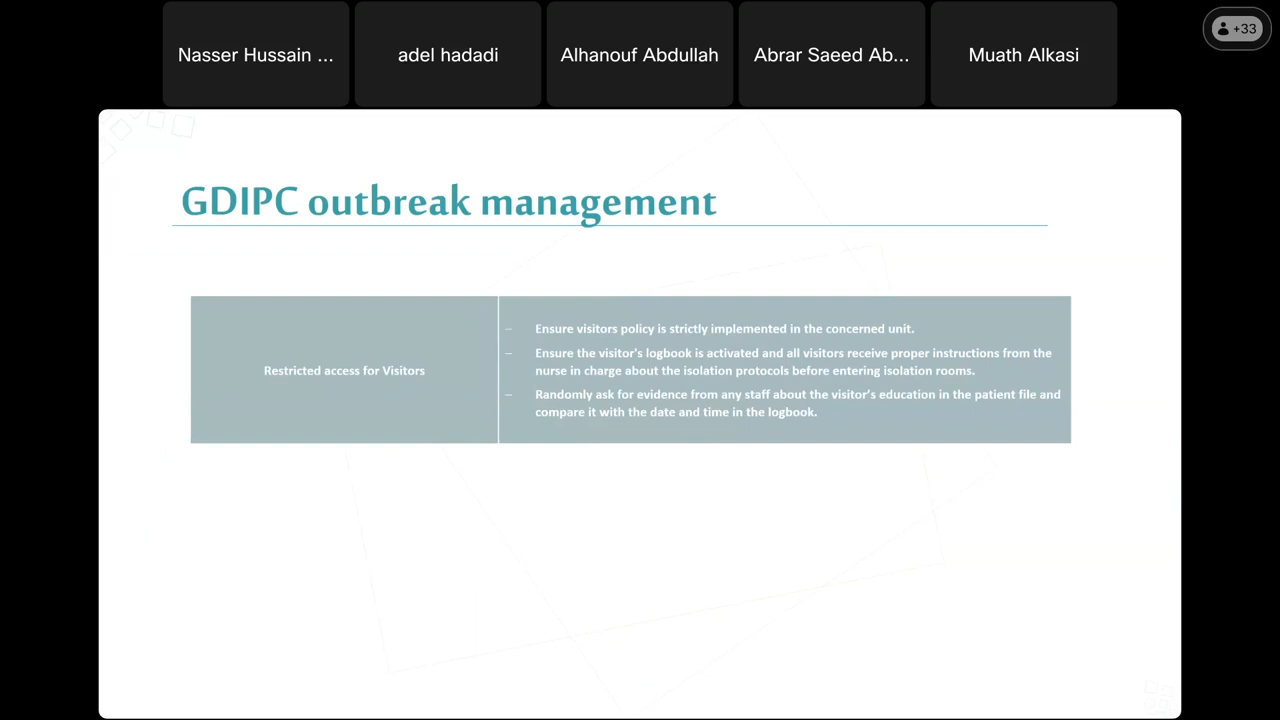 Nasser Hussain ...
adel hadadi
Alhanouf Abdullah
Abrar Saeed Ab...
Muath Alkasi
+33
GDIPC outbreak management
Restricted access for Visitors
– Ensure visitors policy is strictly implemented in the concerned unit.
– Ensure the visitor's logbook is activated and all visitors receive proper instructions from the
nurse in charge about the isolation protocols before entering isolation rooms.
– Randomly ask for evidence from any staff about the visitor’s education in the patient file and
compare it with the date and time in the logbook.